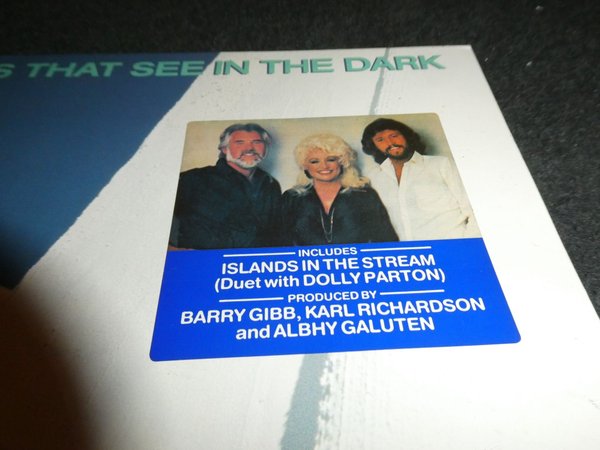 S THAT SEE IN THE DARK
INCLUDES
ISLANDS IN THE STREAM
(Duet with DOLLY PARTON)
PRODUCED BY
BARRY GIBB, KARL RICHARDSON
and ALBHY GALUTEN